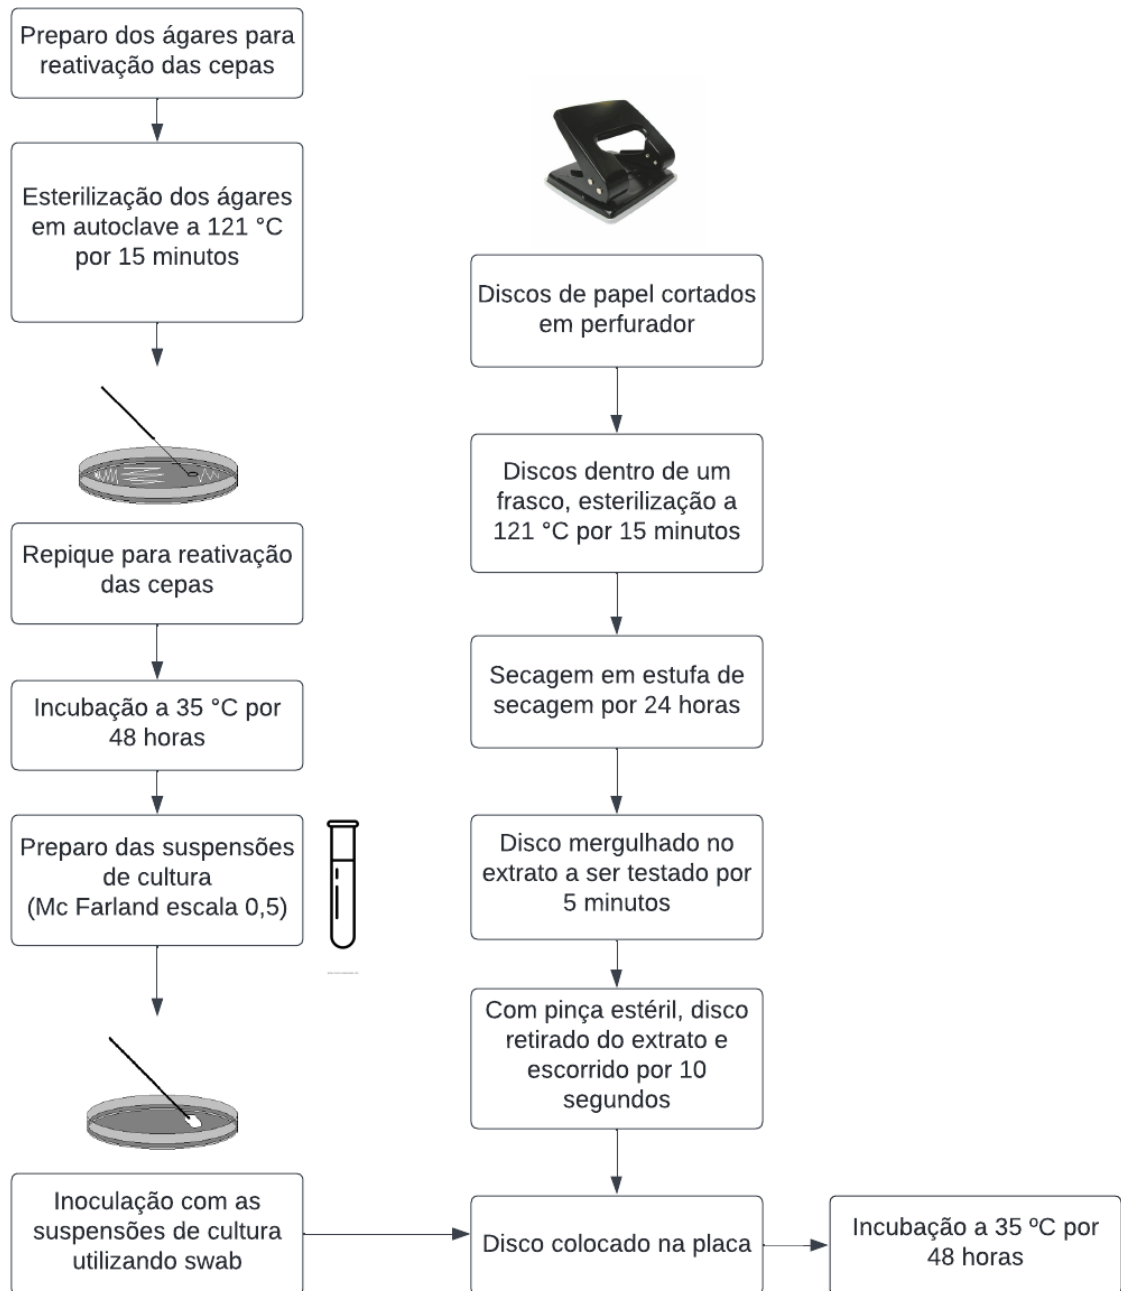 Preparo dos ágares para
reativação das cepas
Esterilização dos ágares
em autoclave a 121 °C
por 15 minutos
Repique para reativação
das cepas
Incubação a 35 °C por
48 horas
Preparo das suspensões
de cultura
(Mc Farland escala 0,5)
Inoculação com as
suspensões de cultura
utilizando swab
Discos de papel cortados
em perfurador
Discos dentro de um
frasco, esterilização a
121 °C por 15 minutos
Secagem em estufa de
secagem por 24 horas
Disco mergulhado no
extrato a ser testado por
5 minutos
Com pinça estéril, disco
retirado do extrato e
escorrido por 10
segundos
Disco colocado na placa
Incubação a 35 ºC por
48 horas